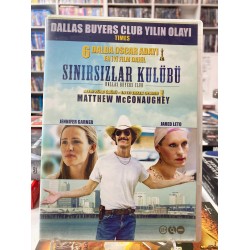 DALLAS BUYERS CLUB YILIN OLAYI
TIMES
6 DALDA OSCAR ADAYI
SINIRSIZLAR KULÜBÜ
DALLAS BUYERS CLUB
MATTHEW McCONAUGHEY
JENNIFER GARNER
JARED LETO